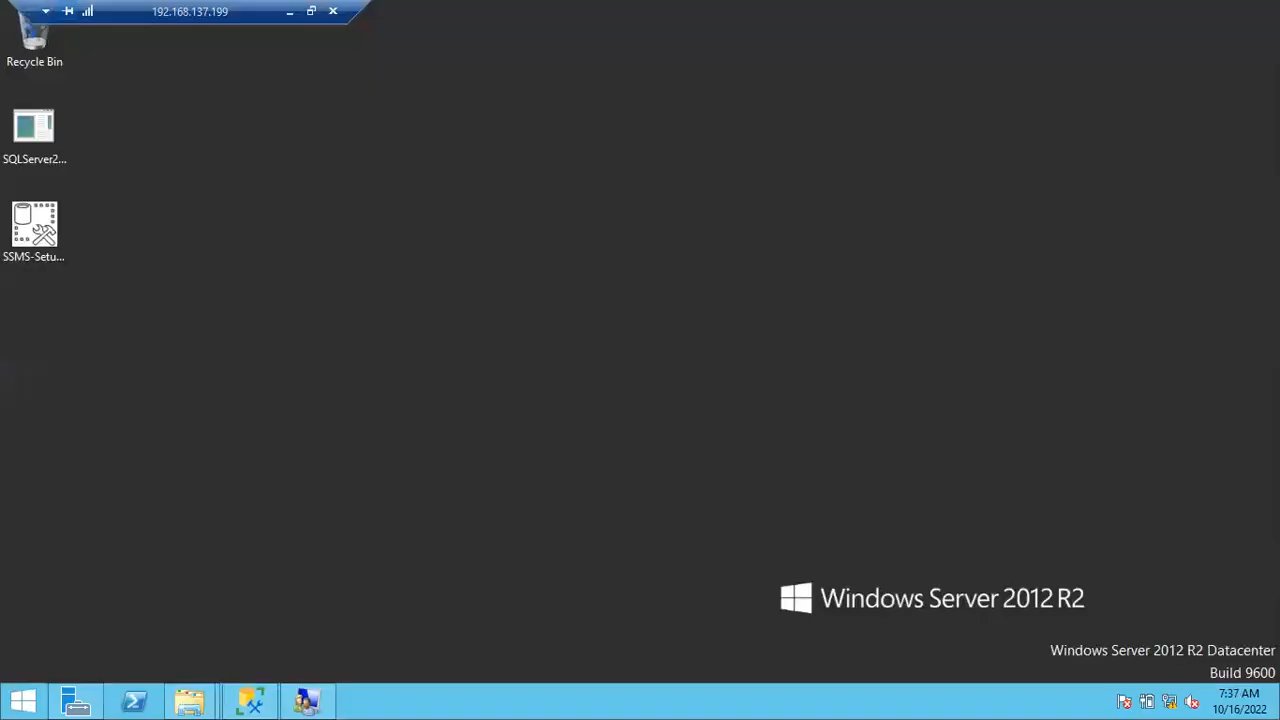 192.168.137.199
Recycle Bin
SQLServer2...
SSMS-Setu...
Windows Server 2012 R2
Windows Server 2012 R2 Datacenter
Build 9600
7:37 AM
10/16/2022